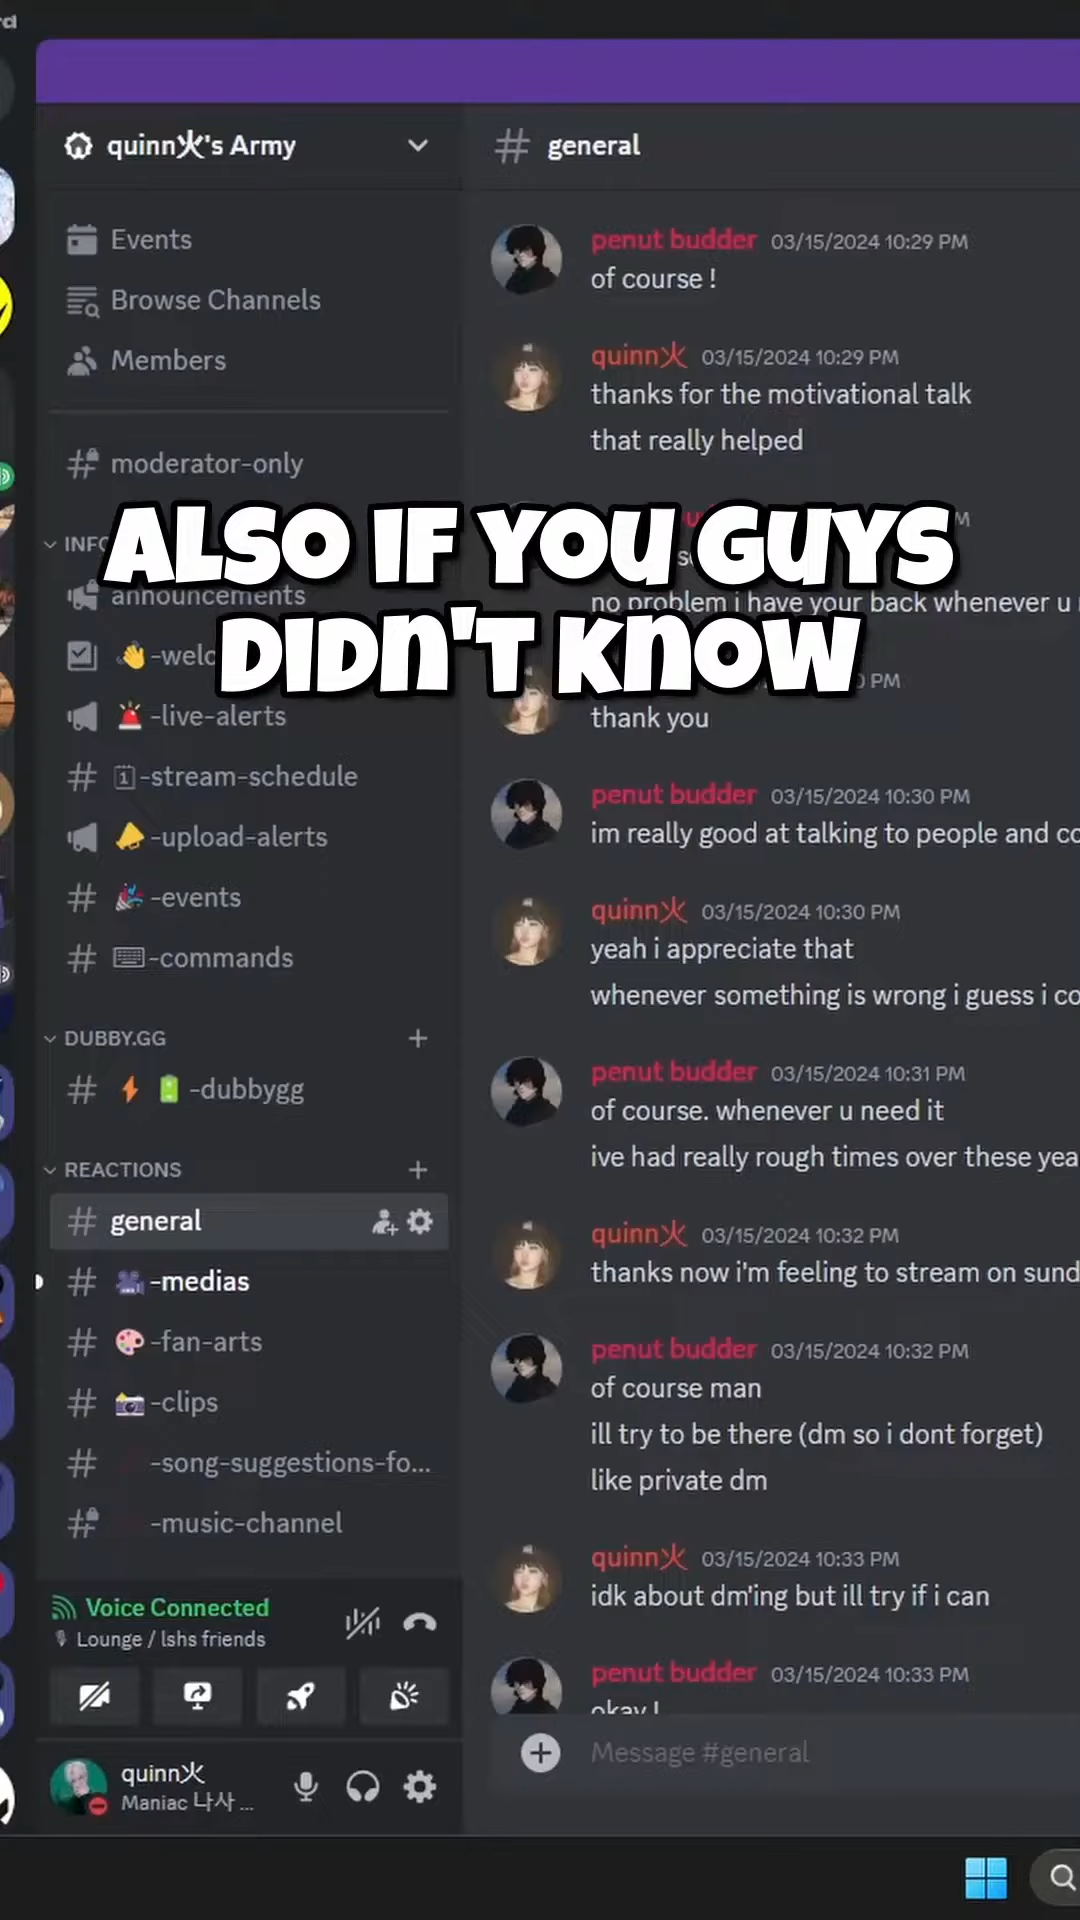 rd
quinn火's Army
general
Events
Browse Channels
Members
moderator-only
announcements
-live-alerts
-stream-schedule
-upload-alerts
-events
-commands
DUBBY.GG
-dubbygg
REACTIONS
general
-medias
-fan-arts
-clips
-song-suggestions-fo...
-music-channel
Voice Connected
Lounge / lshs friends
quinn火
Maniac 나사 ...
penut budder 03/15/2024 10:29 PM
of course !
quinn火 03/15/2024 10:29 PM
thanks for the motivational talk
that really helped
ALSO IF YOU GUYS
DIDN'T KNOW
no problem i have your back whenever u
PM
thank you
penut budder 03/15/2024 10:30 PM
im really good at talking to people and co
quinn火 03/15/2024 10:30 PM
yeah i appreciate that
whenever something is wrong i guess i co
penut budder 03/15/2024 10:31 PM
of course. whenever u need it
ive had really rough times over these yea
quinn火 03/15/2024 10:32 PM
thanks now i'm feeling to stream on sund
penut budder 03/15/2024 10:32 PM
of course man
ill try to be there (dm so i dont forget)
like private dm
quinn火 03/15/2024 10:33 PM
idk about dm'ing but ill try if i can
penut budder 03/15/2024 10:33 PM
okay !
Message #general